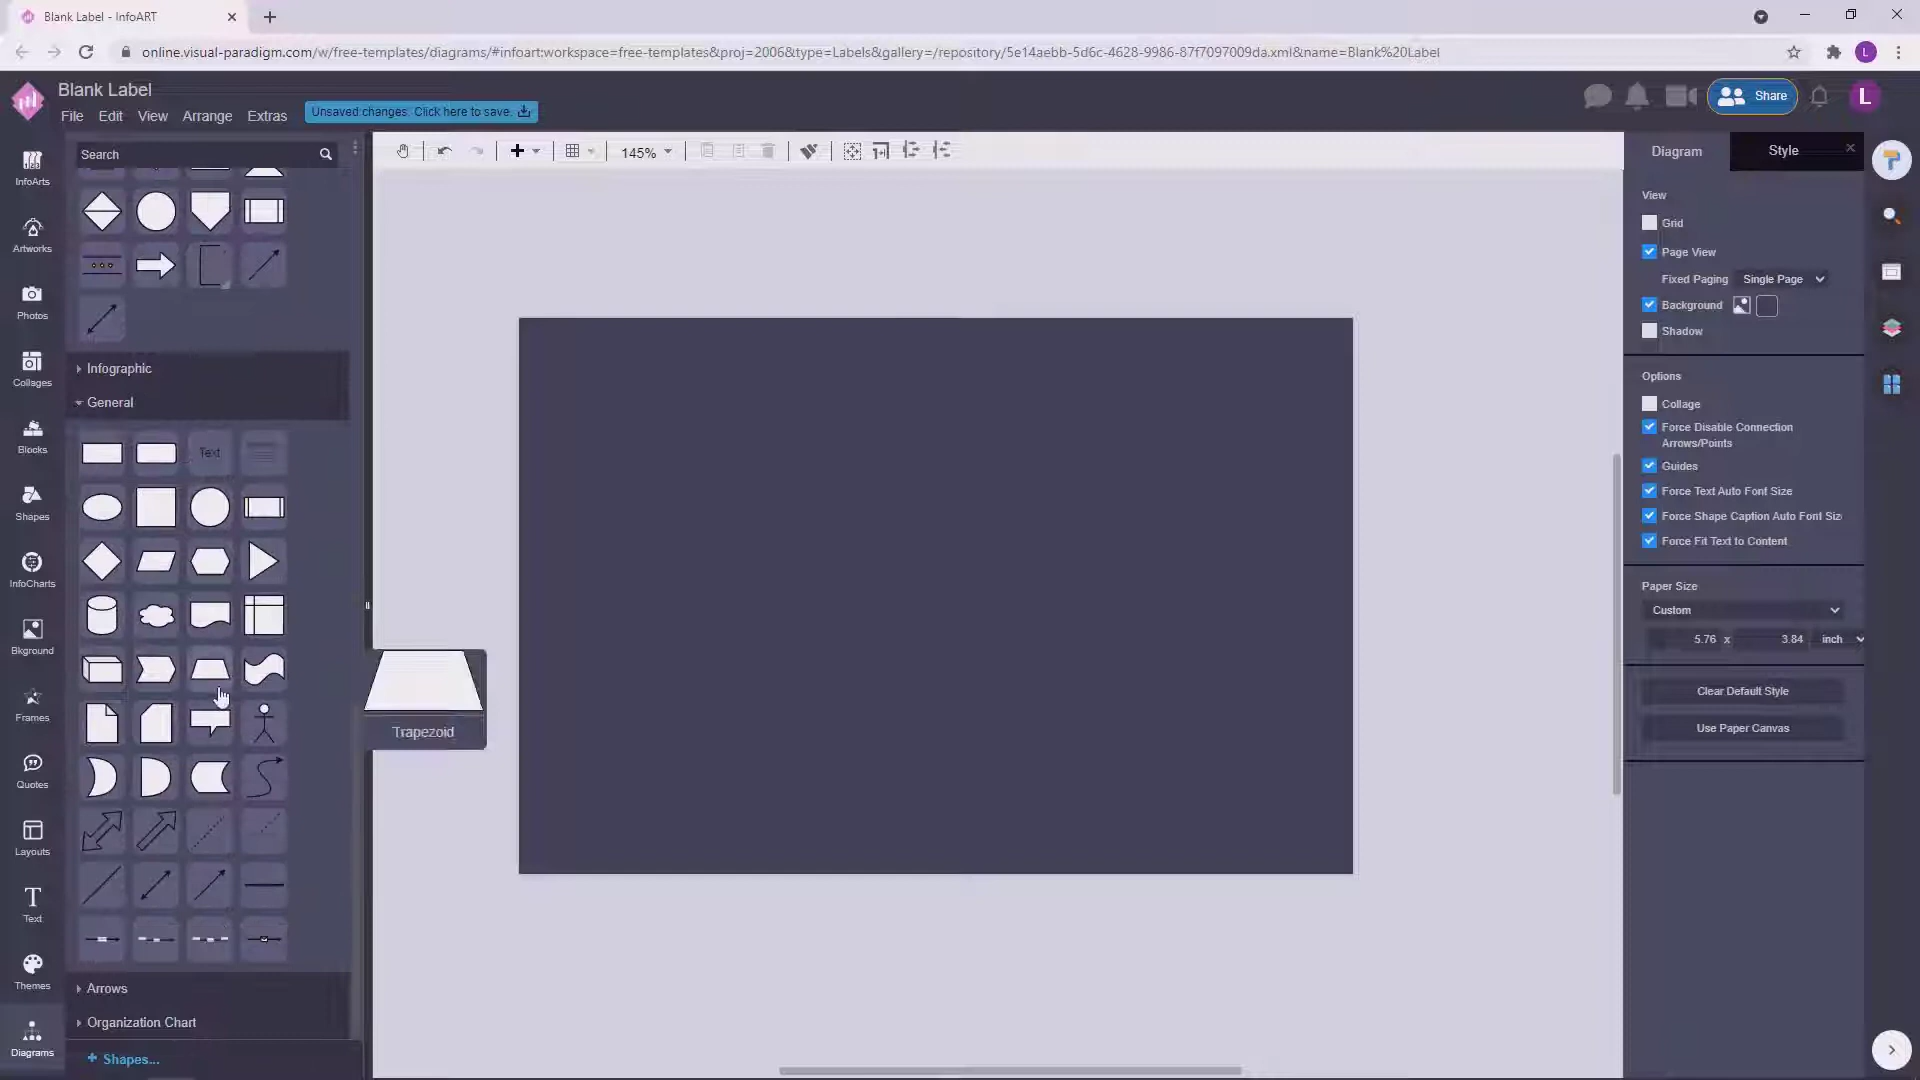 Blank Label - InfoART
online.visual-paradigm.com/w/free-templates/diagrams/#infoart:workspace=free-templates&proj=2006&type=Labels&gallery=/repository/5e14aebb-5d6c-4628-9986-87f7097009da.xml&name=Blank%20Label
L
Blank Label
File Edit View Arrange Extras
Unsaved changes. Click here to save.
Share
L
InfoArts
Artworks
Photos
Collages
Blocks
Shapes
InfoCharts
Bkground
Frames
Quotes
Layouts
Text
Themes
Diagrams
Search
Infographic
General
Text
Arrows
Organization Chart
+ Shapes...
145%
Trapezoid
Diagram
Style
View
Grid
Page View
Fixed Paging Single Page
Background
Shadow
Options
Collage
Force Disable Connection
Arrows/Points
Guides
Force Text Auto Font Size
Force Shape Caption Auto Font Siz
Force Fit Text to Content
Paper Size
Custom
5.76 x 3.84 inch
Clear Default Style
Use Paper Canvas